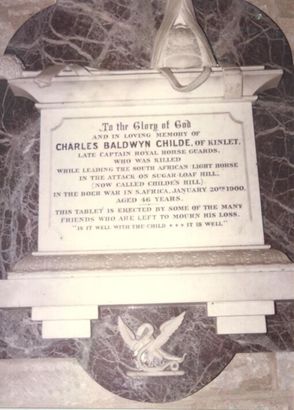 To the Glory of God
AND IN LOVING MEMORY OF
CHARLES BALDWYN CHILDE, OF KINLET,
LATE CAPTAIN ROYAL HORSE GUARDS,
WHO WAS KILLED
WHILE LEADING THE SOUTH AFRICAN LIGHT HORSE
IN THE ATTACK ON SUGAR LOAF HILL,
(NOW CALLED CHILDE'S HILL)
IN THE BOER WAR IN S. AFRICA, JANUARY 20TH 1900,
AGED 46 YEARS.
THIS TABLET IS ERECTED BY SOME OF THE MANY
FRIENDS WHO ARE LEFT TO MOURN HIS LOSS.
"IS IT WELL WITH THE CHILD * * * IT IS WELL"